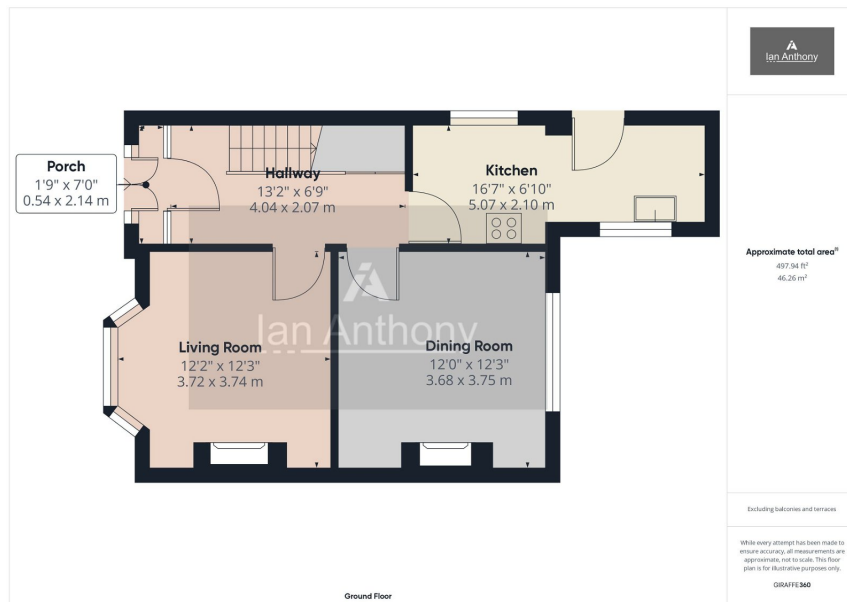 Ian Anthony
Porch
1'9" x 7'0"
0.54 x 2.14 m
Hallway
13'2" x 6'9"
4.04 x 2.07 m
Kitchen
16'7" x 6'10"
5.07 x 2.10 m
Living Room
12'2" x 12'3"
3.72 x 3.74 m
Dining Room
12'0" x 12'3"
3.68 x 3.75 m
Ian Anthony
Approximate total area⁽¹⁾
497.94 ft²
46.26 m²
Excluding balconies and terraces
While every attempt has been made to
ensure accuracy, all measurements are
approximate, not to scale. This floor
plan is for illustrative purposes only.
GIRAFFE360
Ground Floor